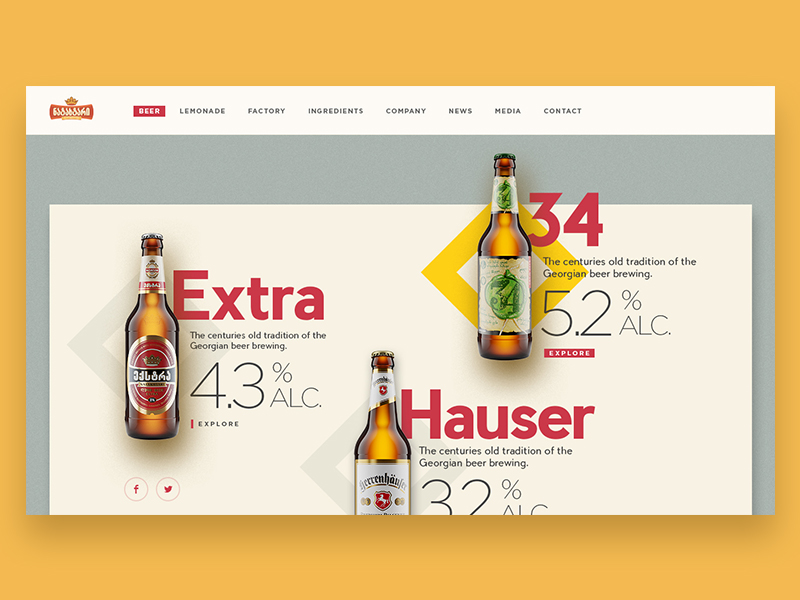 ნატახტარი
BEER LEMONADE FACTORY INGREDIENTS COMPANY NEWS MEDIA CONTACT
34
The centuries old tradition of the
Georgian beer brewing.
5.2 % ALC.
EXPLORE
Extra
The centuries old tradition of the
Georgian beer brewing.
4.3 % ALC.
EXPLORE
ექსტრა
Hauser
The centuries old tradition of the
Georgian beer brewing.
3.2 % ALC.
Herrenhäuser